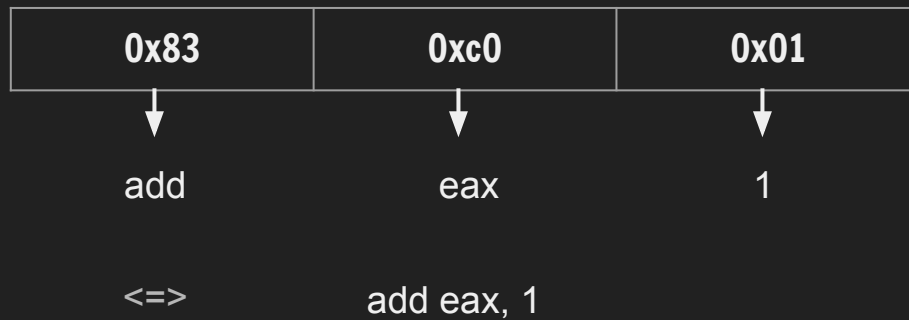 0x83 0xc0 0x01
add eax 1
<=> add eax, 1